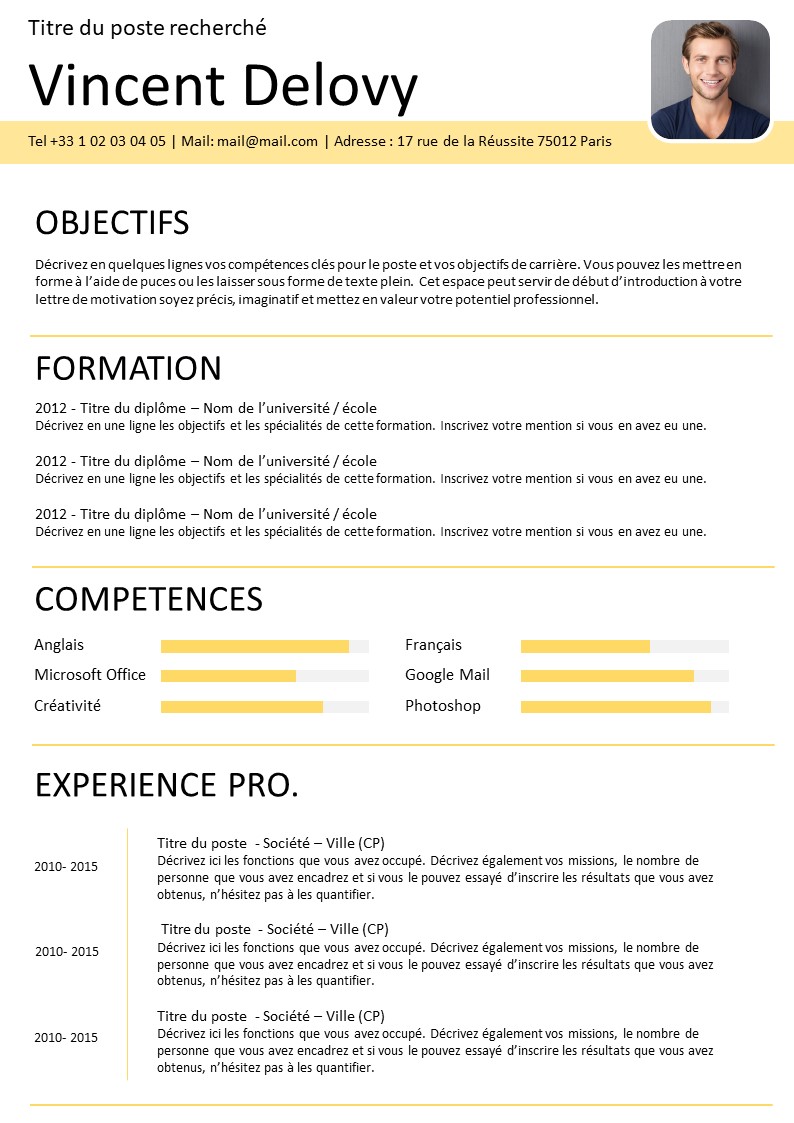 Titre du poste recherché
Vincent Delovy
Tel +33 1 02 03 04 05 | Mail: mail@mail.com | Adresse : 17 rue de la Réussite 75012 Paris
OBJECTIFS
Décrivez en quelques lignes vos compétences clés pour le poste et vos objectifs de carrière. Vous pouvez les mettre en
forme à l’aide de puces ou les laisser sous forme de texte plein. Cet espace peut servir de début d’introduction à votre
lettre de motivation soyez précis, imaginatif et mettez en valeur votre potentiel professionnel.
FORMATION
2012 - Titre du diplôme – Nom de l’université / école
Décrivez en une ligne les objectifs et les spécialités de cette formation. Inscrivez votre mention si vous en avez eu une.
2012 - Titre du diplôme – Nom de l’université / école
Décrivez en une ligne les objectifs et les spécialités de cette formation. Inscrivez votre mention si vous en avez eu une.
2012 - Titre du diplôme – Nom de l’université / école
Décrivez en une ligne les objectifs et les spécialités de cette formation. Inscrivez votre mention si vous en avez eu une.
COMPETENCES
Anglais
Microsoft Office
Créativité
Français
Google Mail
Photoshop
EXPERIENCE PRO.
2010- 2015
Titre du poste - Société – Ville (CP)
Décrivez ici les fonctions que vous avez occupé. Décrivez également vos missions, le nombre de
personne que vous avez encadrez et si vous le pouvez essayé d’inscrire les résultats que vous avez
obtenus, n’hésitez pas à les quantifier.
2010- 2015
Titre du poste - Société – Ville (CP)
Décrivez ici les fonctions que vous avez occupé. Décrivez également vos missions, le nombre de
personne que vous avez encadrez et si vous le pouvez essayé d’inscrire les résultats que vous avez
obtenus, n’hésitez pas à les quantifier.
2010- 2015
Titre du poste - Société – Ville (CP)
Décrivez ici les fonctions que vous avez occupé. Décrivez également vos missions, le nombre de
personne que vous avez encadrez et si vous le pouvez essayé d’inscrire les résultats que vous avez
obtenus, n’hésitez pas à les quantifier.